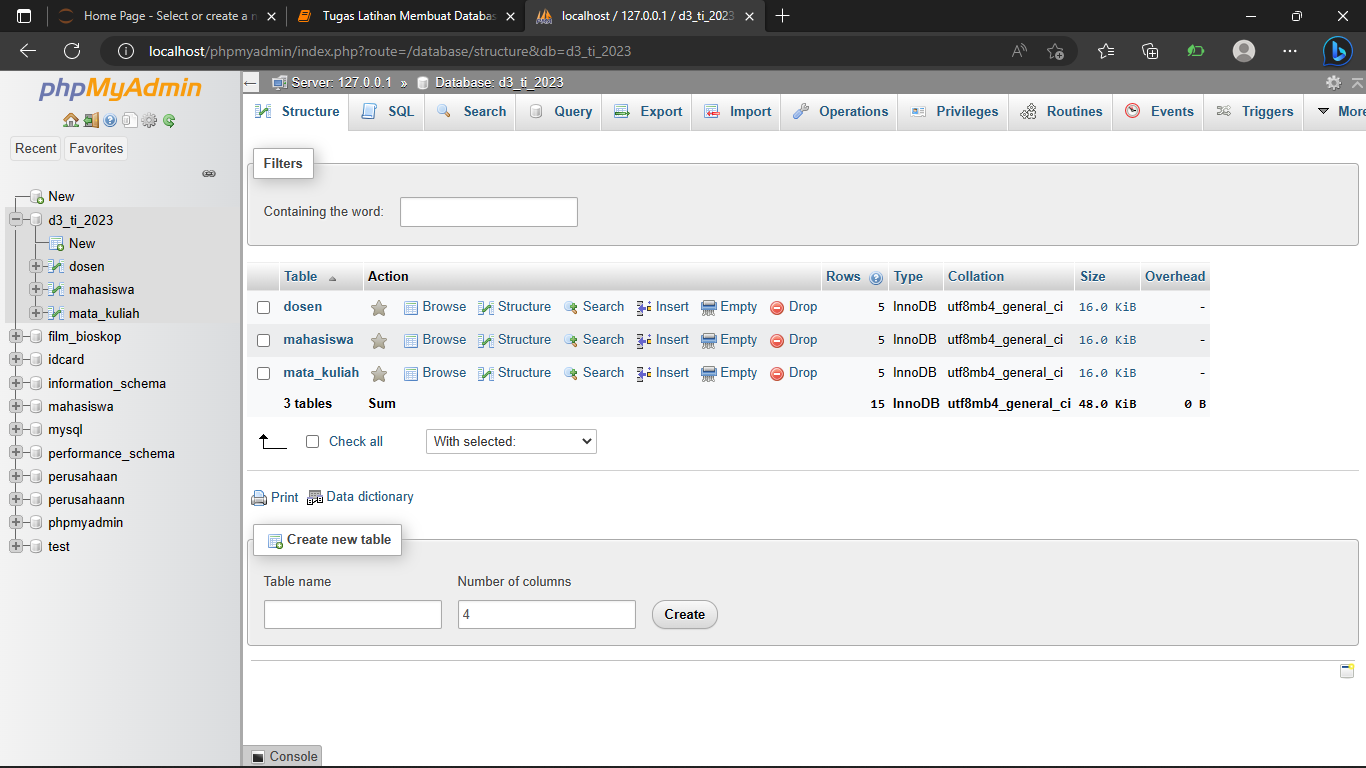 Home Page - Select or create a n
Tugas Latihan Membuat Databas
localhost / 127.0.0.1 / d3_ti_2023
localhost/phpmyadmin/index.php?route=/database/structure&db=d3_ti_2023
phpMyAdmin
Recent Favorites
New
d3_ti_2023
New
dosen
mahasiswa
mata_kuliah
film_bioskop
idcard
information_schema
mahasiswa
mysql
performance_schema
perusahaan
perusahaann
phpmyadmin
test
Server: 127.0.0.1 » Database: d3_ti_2023
Structure SQL Search Query Export Import Operations Privileges Routines Events Triggers More
Filters
Containing the word:
Table Action Rows Type Collation Size Overhead
dosen Browse Structure Search Insert Empty Drop 5 InnoDB utf8mb4_general_ci 16.0 KiB -
mahasiswa Browse Structure Search Insert Empty Drop 5 InnoDB utf8mb4_general_ci 16.0 KiB -
mata_kuliah Browse Structure Search Insert Empty Drop 5 InnoDB utf8mb4_general_ci 16.0 KiB -
3 tables Sum 15 InnoDB utf8mb4_general_ci 48.0 KiB 0 B
Check all With selected:
Print Data dictionary
Create new table
Table name Number of columns
4 Create
Console